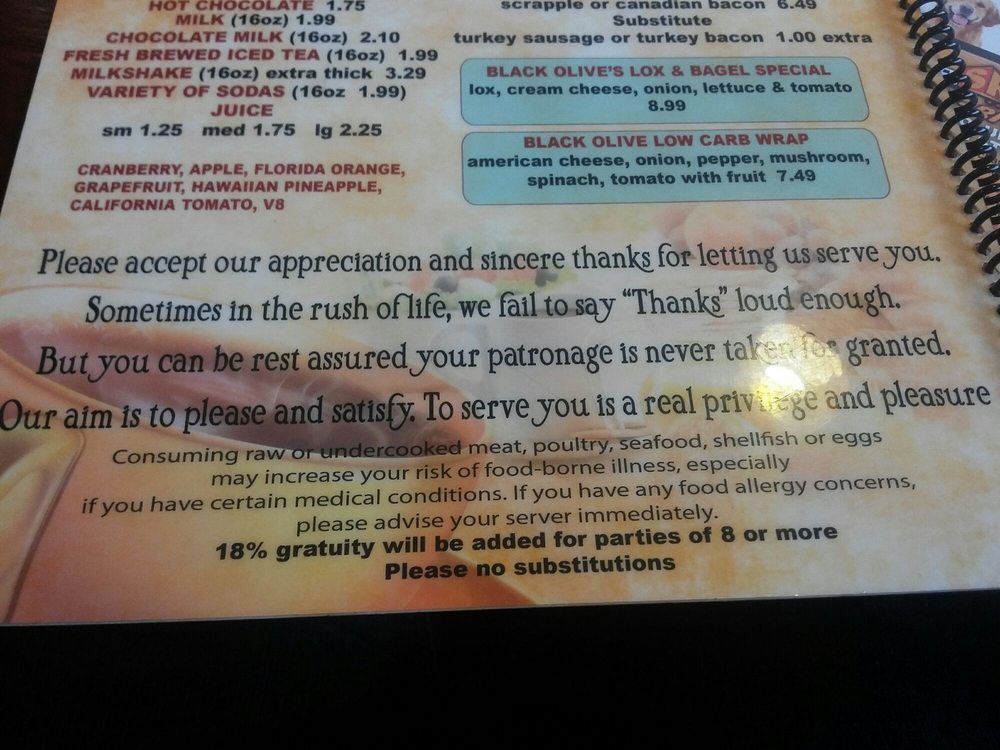 HOT CHOCOLATE 1.75
MILK (16oz) 1.99
CHOCOLATE MILK (16oz) 2.10
FRESH BREWED ICED TEA (16oz) 1.99
MILKSHAKE (16oz) extra thick 3.29
VARIETY OF SODAS (16oz 1.99)
JUICE
sm 1.25 med 1.75 lg 2.25
CRANBERRY, APPLE, FLORIDA ORANGE,
GRAPEFRUIT, HAWAIIAN PINEAPPLE,
CALIFORNIA TOMATO, V8
scrapple or canadian bacon 6.49
Substitute
turkey sausage or turkey bacon 1.00 extra
BLACK OLIVE'S LOX & BAGEL SPECIAL
lox, cream cheese, onion, lettuce & tomato
8.99
BLACK OLIVE LOW CARB WRAP
american cheese, onion, pepper, mushroom,
spinach, tomato with fruit 7.49
Please accept our appreciation and sincere thanks for letting us serve you.
Sometimes in the rush of life, we fail to say “Thanks” loud enough.
But you can be rest assured your patronage is never taken for granted.
Our aim is to please and satisfy. To serve you is a real privilege and pleasure
Consuming raw or undercooked meat, poultry, seafood, shellfish or eggs
may increase your risk of food-borne illness, especially
if you have certain medical conditions. If you have any food allergy concerns,
please advise your server immediately.
18% gratuity will be added for parties of 8 or more
Please no substitutions